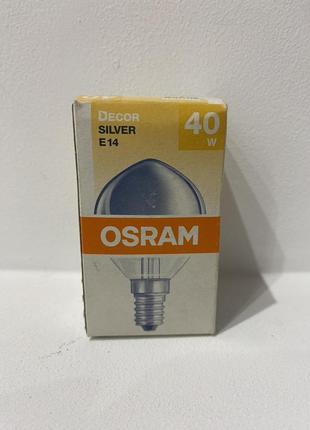 DECOR
SILVER
E14
40
W
OSRAM